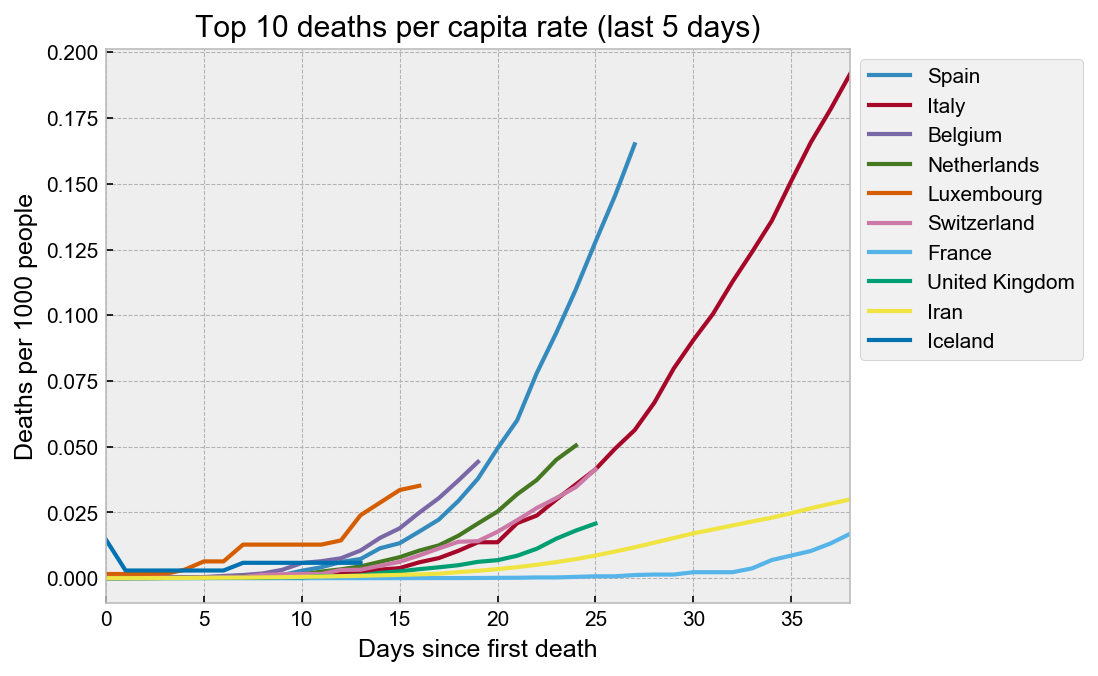 Top 10 deaths per capita rate (last 5 days)
0.200
0.175
0.150
0.125
0.100
0.075
0.050
0.025
0.000
Deaths per 1000 people
0 5 10 15 20 25 30 35
Days since first death
Spain
Italy
Belgium
Netherlands
Luxembourg
Switzerland
France
United Kingdom
Iran
Iceland